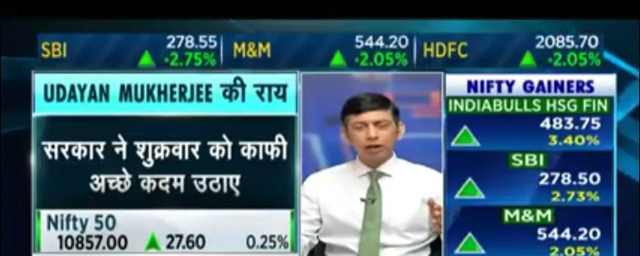 SBI 278.55 +2.75% M&M 544.20 +2.05% HDFC 2085.70 +2.05%
UDAYAN MUKHERJEE की राय
सरकार ने शुक्रवार को काफी
अच्छे कदम उठाए
Nifty 50
10857.00 27.60 0.25%
NIFTY GAINERS
INDIABULLS HSG FIN
483.75
3.40%
SBI
278.50
2.73%
M&M
544.20
2.05%